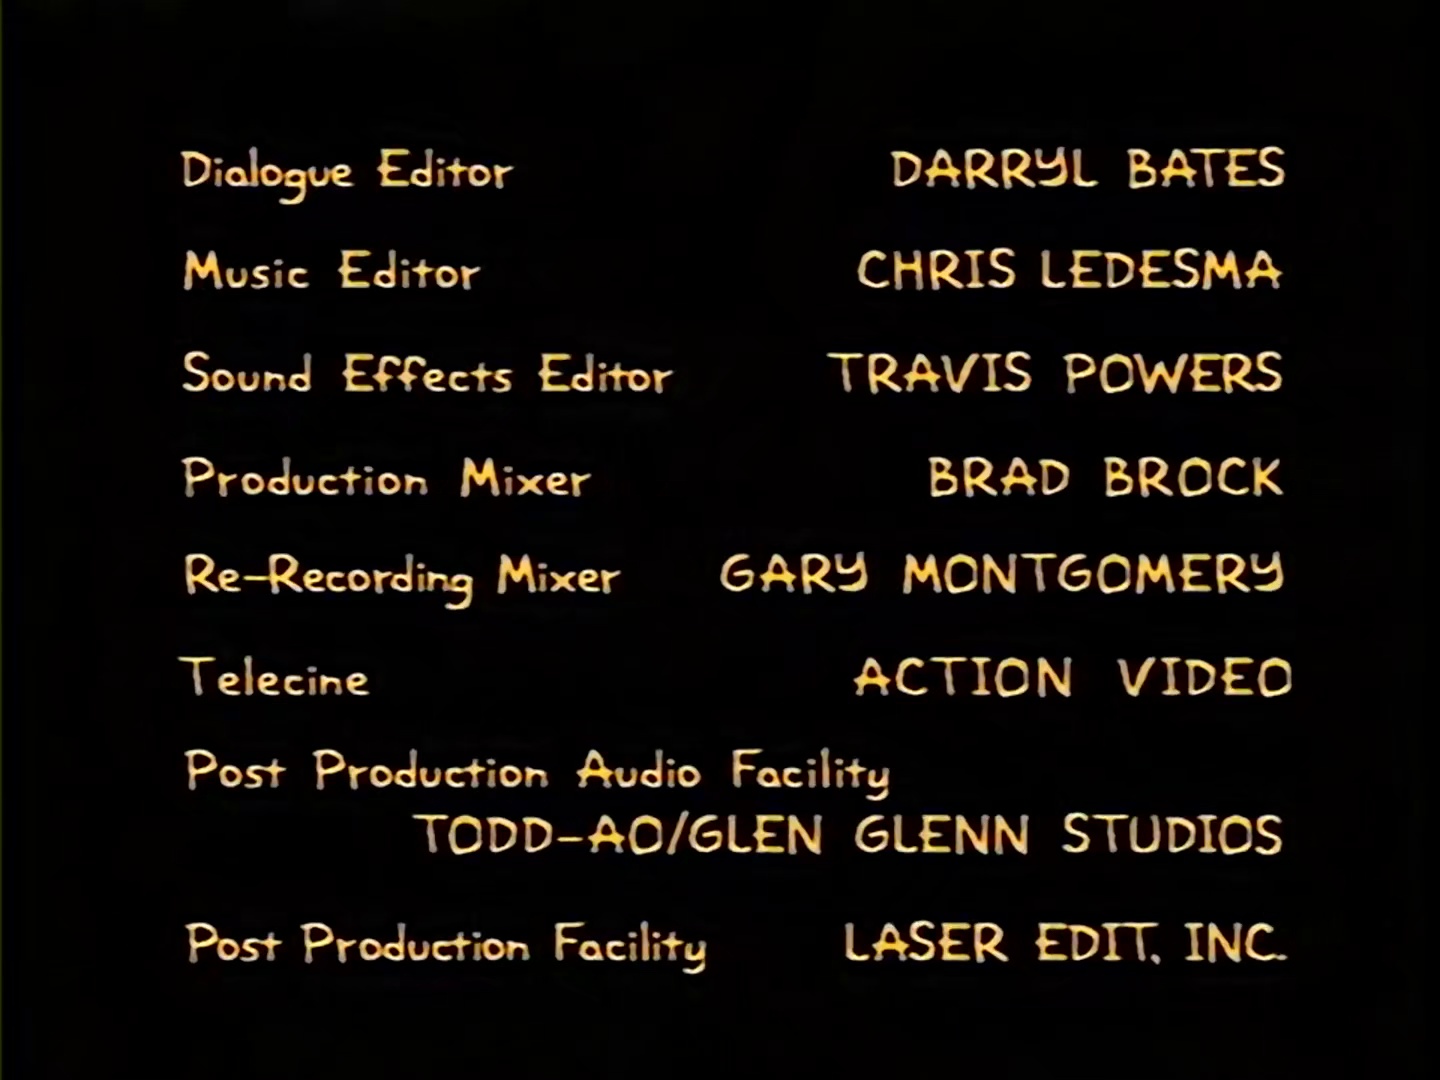 Dialogue Editor DARRYL BATES
Music Editor CHRIS LEDESMA
Sound Effects Editor TRAVIS POWERS
Production Mixer BRAD BROCK
Re-Recording Mixer GARY MONTGOMERY
Telecine ACTION VIDEO
Post Production Audio Facility
TODD-AO/GLEN GLENN STUDIOS
Post Production Facility LASER EDIT, INC.